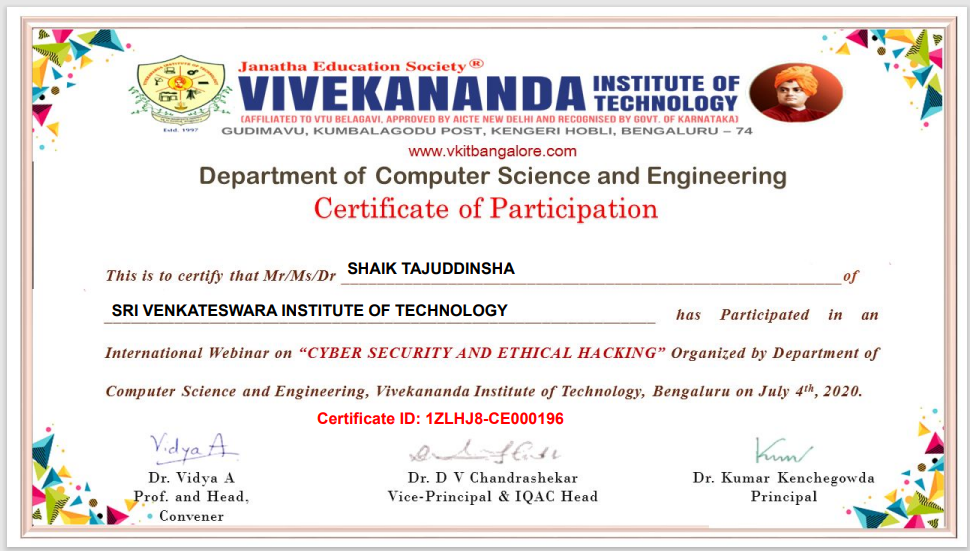 Janatha Education Society®
VIVEKANANDA INSTITUTE OF TECHNOLOGY
(AFFILIATED TO VTU BELAGAVI, APPROVED BY AICTE NEW DELHI AND RECOGNISED BY GOVT. OF KARNATAKA)
GUDIMAVU, KUMBALAGODU POST, KENGERI HOBLI, BENGALURU – 74
Estd. 1997
www.vkitbangalore.com
Department of Computer Science and Engineering
Certificate of Participation
This is to certify that Mr/Ms/Dr SHAIK TAJUDDINSHA of
SRI VENKATESWARA INSTITUTE OF TECHNOLOGY has Participated in an
International Webinar on “CYBER SECURITY AND ETHICAL HACKING” Organized by Department of
Computer Science and Engineering, Vivekananda Institute of Technology, Bengaluru on July 4th, 2020.
Certificate ID: 1ZLHJ8-CE000196
Vidya A
Dr. Vidya A
Prof. and Head,
Convener
Dr. D V Chandrashekar
Vice-Principal & IQAC Head
Dr. Kumar Kenchegowda
Principal